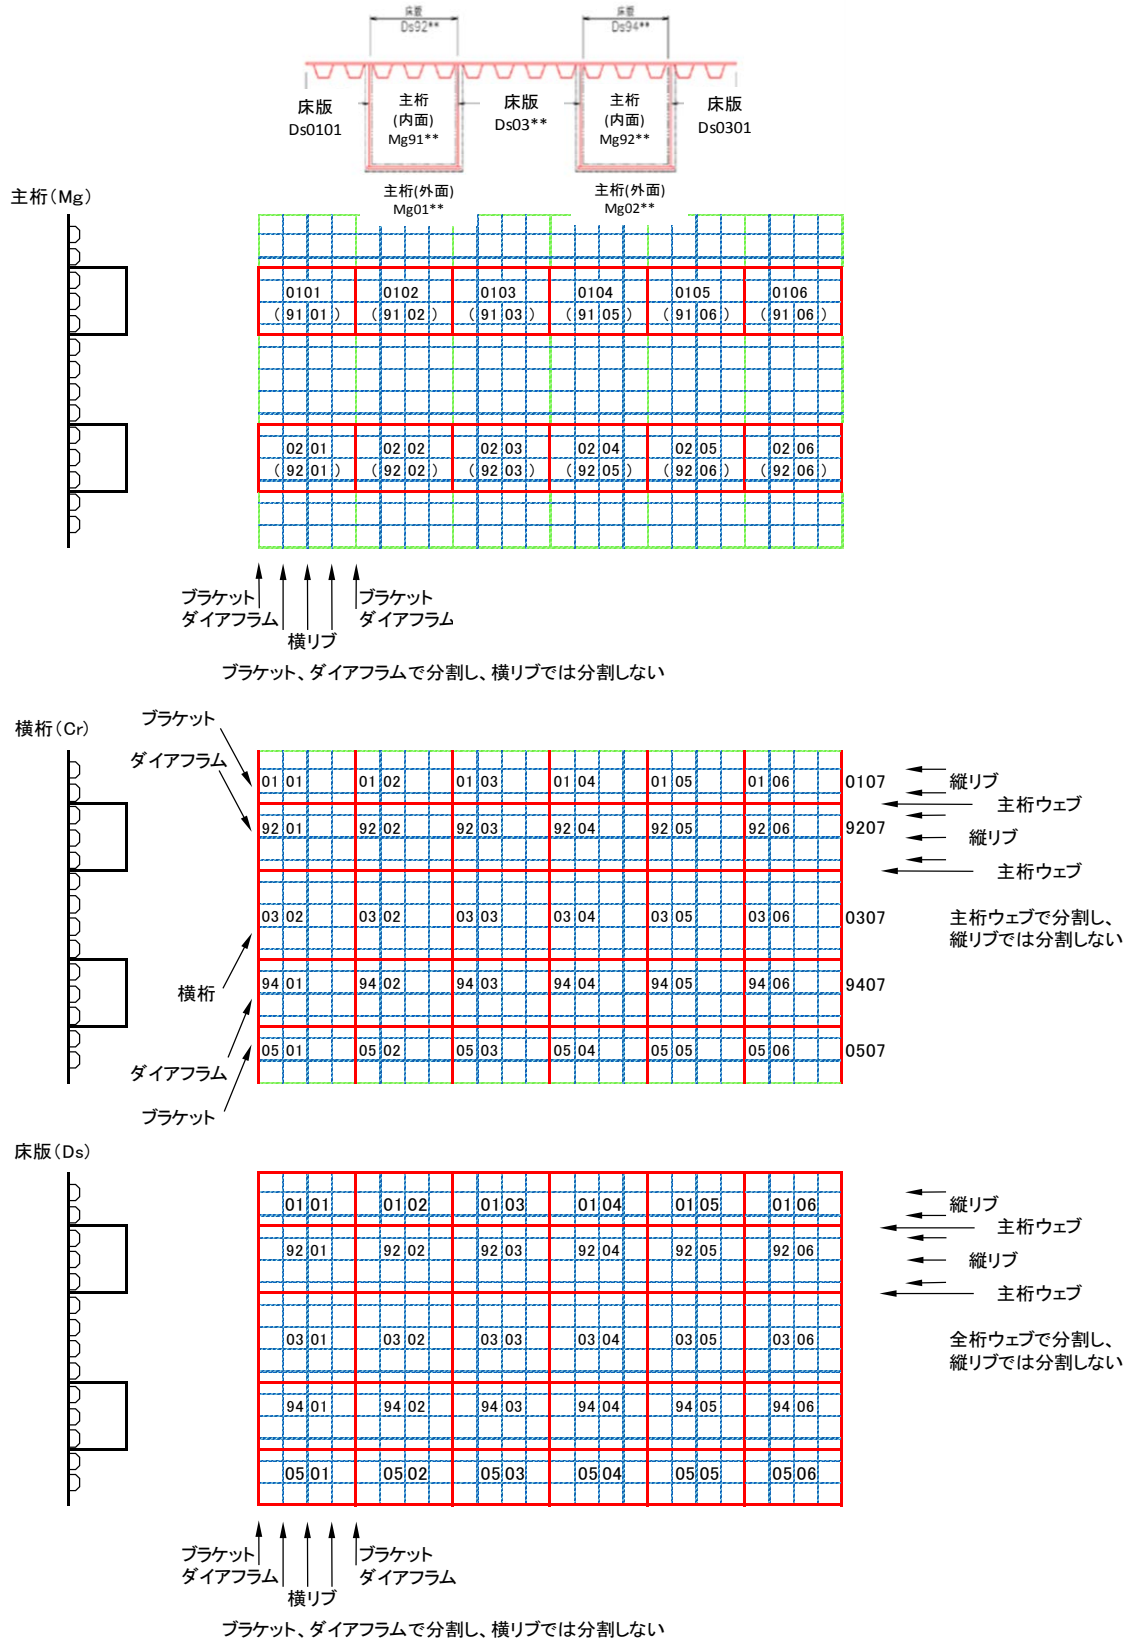 床版 床版
Ds92** Ds94**
床版 主桁 床版 主桁 床版
Ds0101 (内面) Ds03** (内面) Ds0301
Mg91** Mg92**
主桁(外面) 主桁(外面)
Mg01** Mg02**
主桁(Mg)
0101 0102 0103 0104 0105 0106
(9101) (9102) (9103) (9105) (9106) (9106)
0201 0202 0203 0204 0205 0206
(9201) (9202) (9203) (9205) (9206) (9206)
ブラケット ブラケット
ダイアフラム ダイアフラム
横リブ
ブラケット、ダイアフラムで分割し、横リブでは分割しない
横桁(Cr)
ブラケット
ダイアフラム
0101 0102 0103 0104 0105 0106 0107
縦リブ
主桁ウェブ
9201 9202 9203 9204 9205 9206 9207
縦リブ
主桁ウェブ
0302 0302 0303 0304 0305 0306 0307
主桁ウェブで分割し、
縦リブでは分割しない
横桁
9401 9402 9403 9404 9405 9406 9407
0501 0502 0503 0504 0505 0506 0507
ダイアフラム
ブラケット
床版(Ds)
0101 0102 0103 0104 0105 0106
縦リブ
主桁ウェブ
9201 9202 9203 9204 9205 9206
縦リブ
主桁ウェブ
0301 0302 0303 0304 0305 0306
全桁ウェブで分割し、
縦リブでは分割しない
9401 9402 9403 9404 9405 9406
0501 0502 0503 0504 0505 0506
ブラケット ブラケット
ダイアフラム ダイアフラム
横リブ
ブラケット、ダイアフラムで分割し、横リブでは分割しない